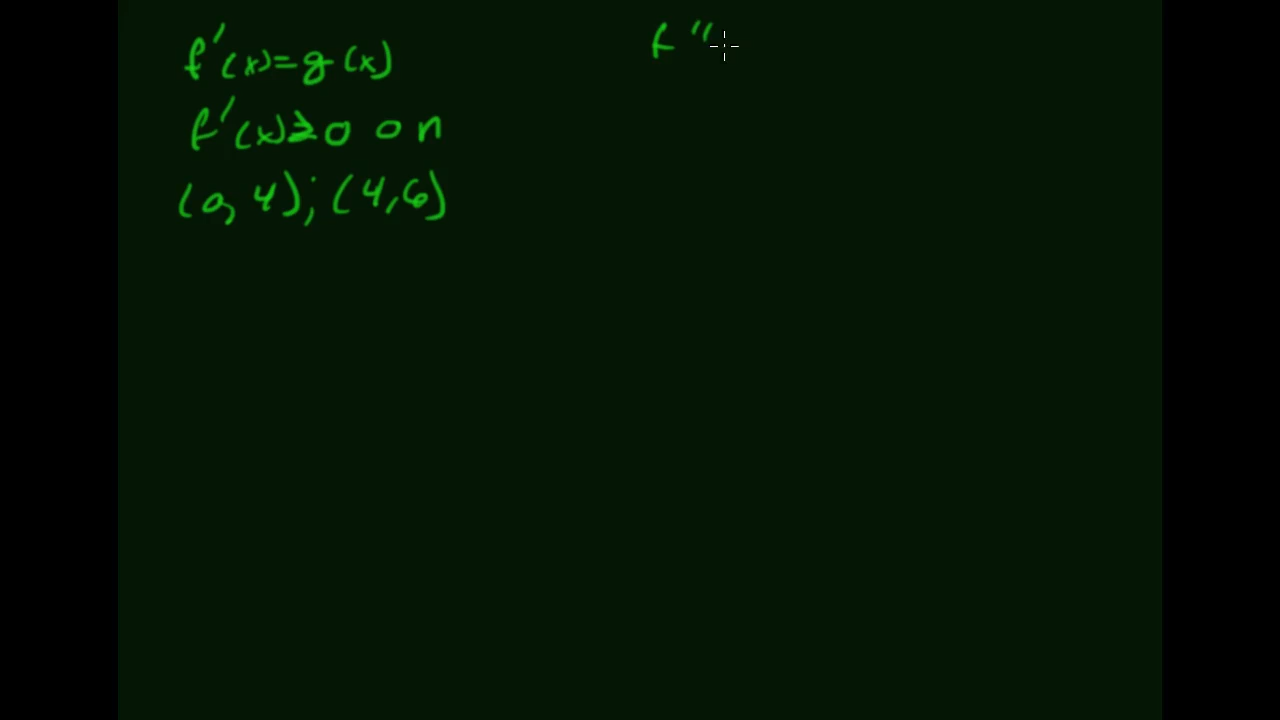 f'(x)=g(x)
f'(x)≥0 on
(0,4); (4,6)
f"